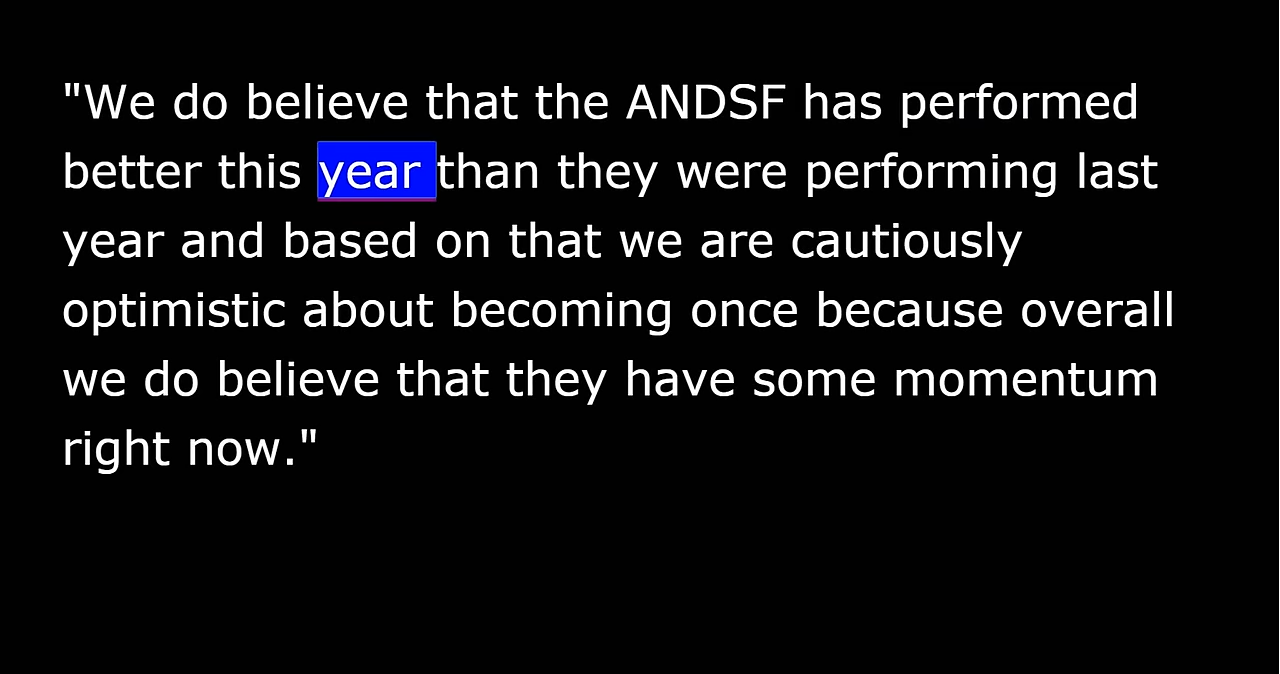 "We do believe that the ANDSF has performed
better this year than they were performing last
year and based on that we are cautiously
optimistic about becoming once because overall
we do believe that they have some momentum
right now."